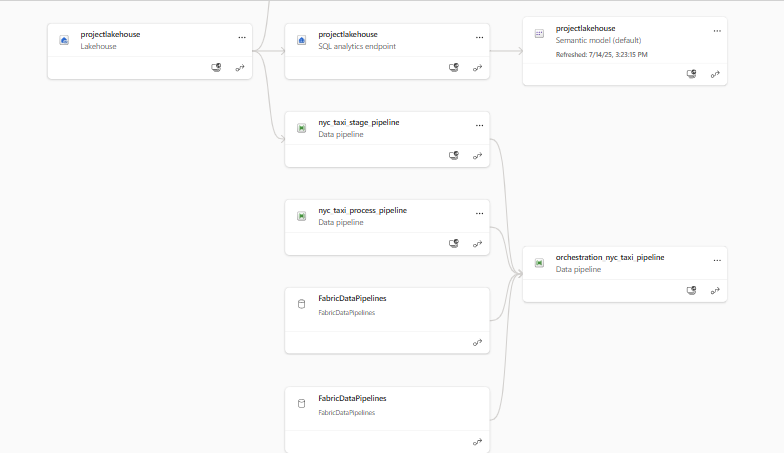 projectlakehouse
Lakehouse
projectlakehouse
SQL analytics endpoint
projectlakehouse
Semantic model (default)
Refreshed: 7/14/25, 3:23:15 PM
nyc_taxi_stage_pipeline
Data pipeline
nyc_taxi_process_pipeline
Data pipeline
orchestration_nyc_taxi_pipeline
Data pipeline
FabricDataPipelines
FabricDataPipelines
FabricDataPipelines
FabricDataPipelines